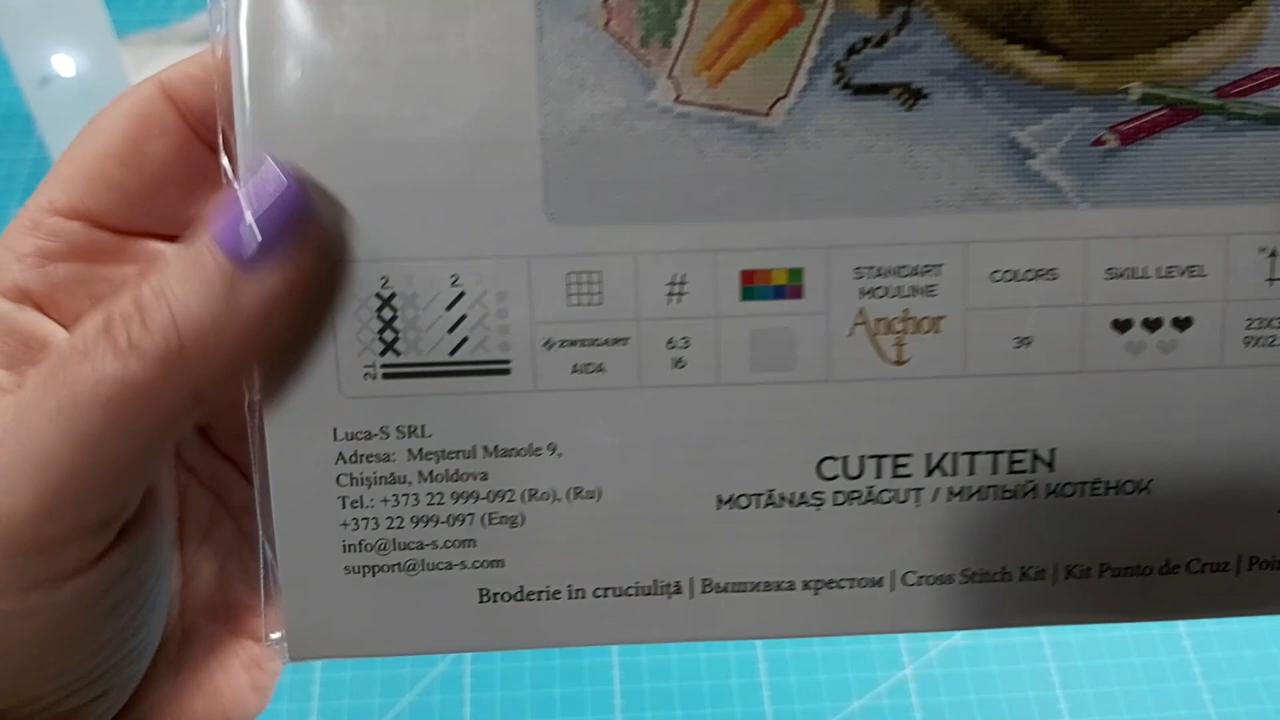 2. 2.
STANDART
MOULINE
COLORS
SKILL LEVEL
#
ZWEIGART
AIDA
6.3
16
Anchor
39
Luca-S SRL
Adresa: Meşterul Manole 9,
Chişinău, Moldova
Tel.: +373 22 999-092 (Ro), (Ru)
+373 22 999-097 (Eng)
info@luca-s.com
support@luca-s.com
CUTE KITTEN
MOTĂNAŞ DRĂGUŢ / МИЛЫЙ КОТЁНОК
Broderie în cruciuliţă | Вышивка крестом | Cross Stitch Kit | Kit Punto de Cruz |